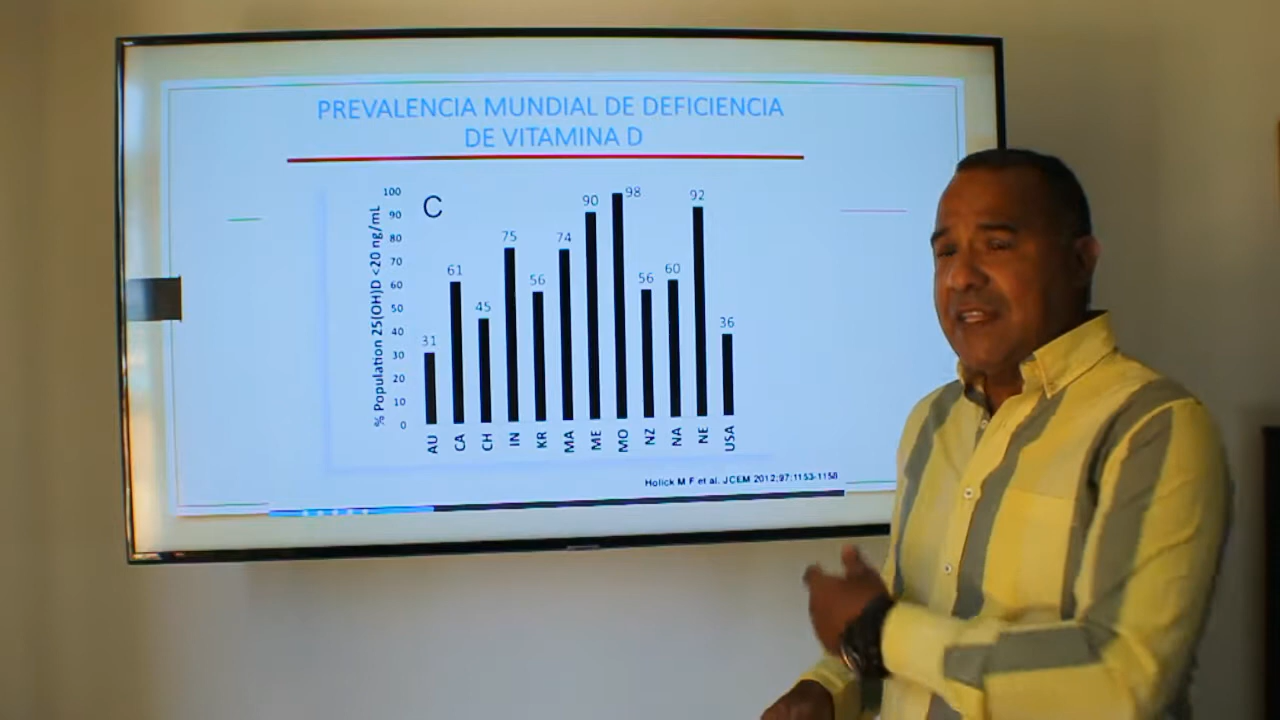 PREVALENCIA MUNDIAL DE DEFICIENCIA
DE VITAMINA D
C
% Population 25(OH)D <20 ng/mL
100
90
80
70
60
50
40
30
20
10
0
31
61
45
75
56
74
90
98
56
60
92
36
AU
CA
CH
IN
KR
MA
ME
MO
NZ
NA
NE
USA
Holick M F et al. JCEM 2012;97:1153-1158